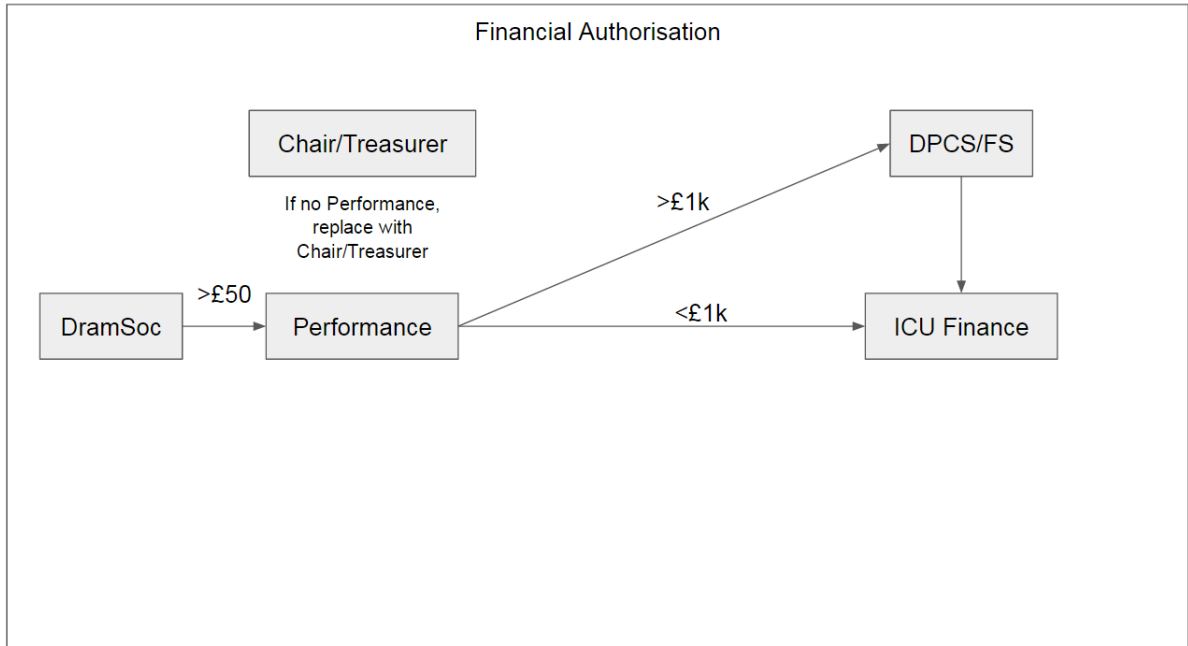 Financial Authorisation
Chair/Treasurer
DPCS/FS
If no Performance,
replace with
Chair/Treasurer
>£1k
>£50
<£1k
DramSoc
Performance
ICU Finance